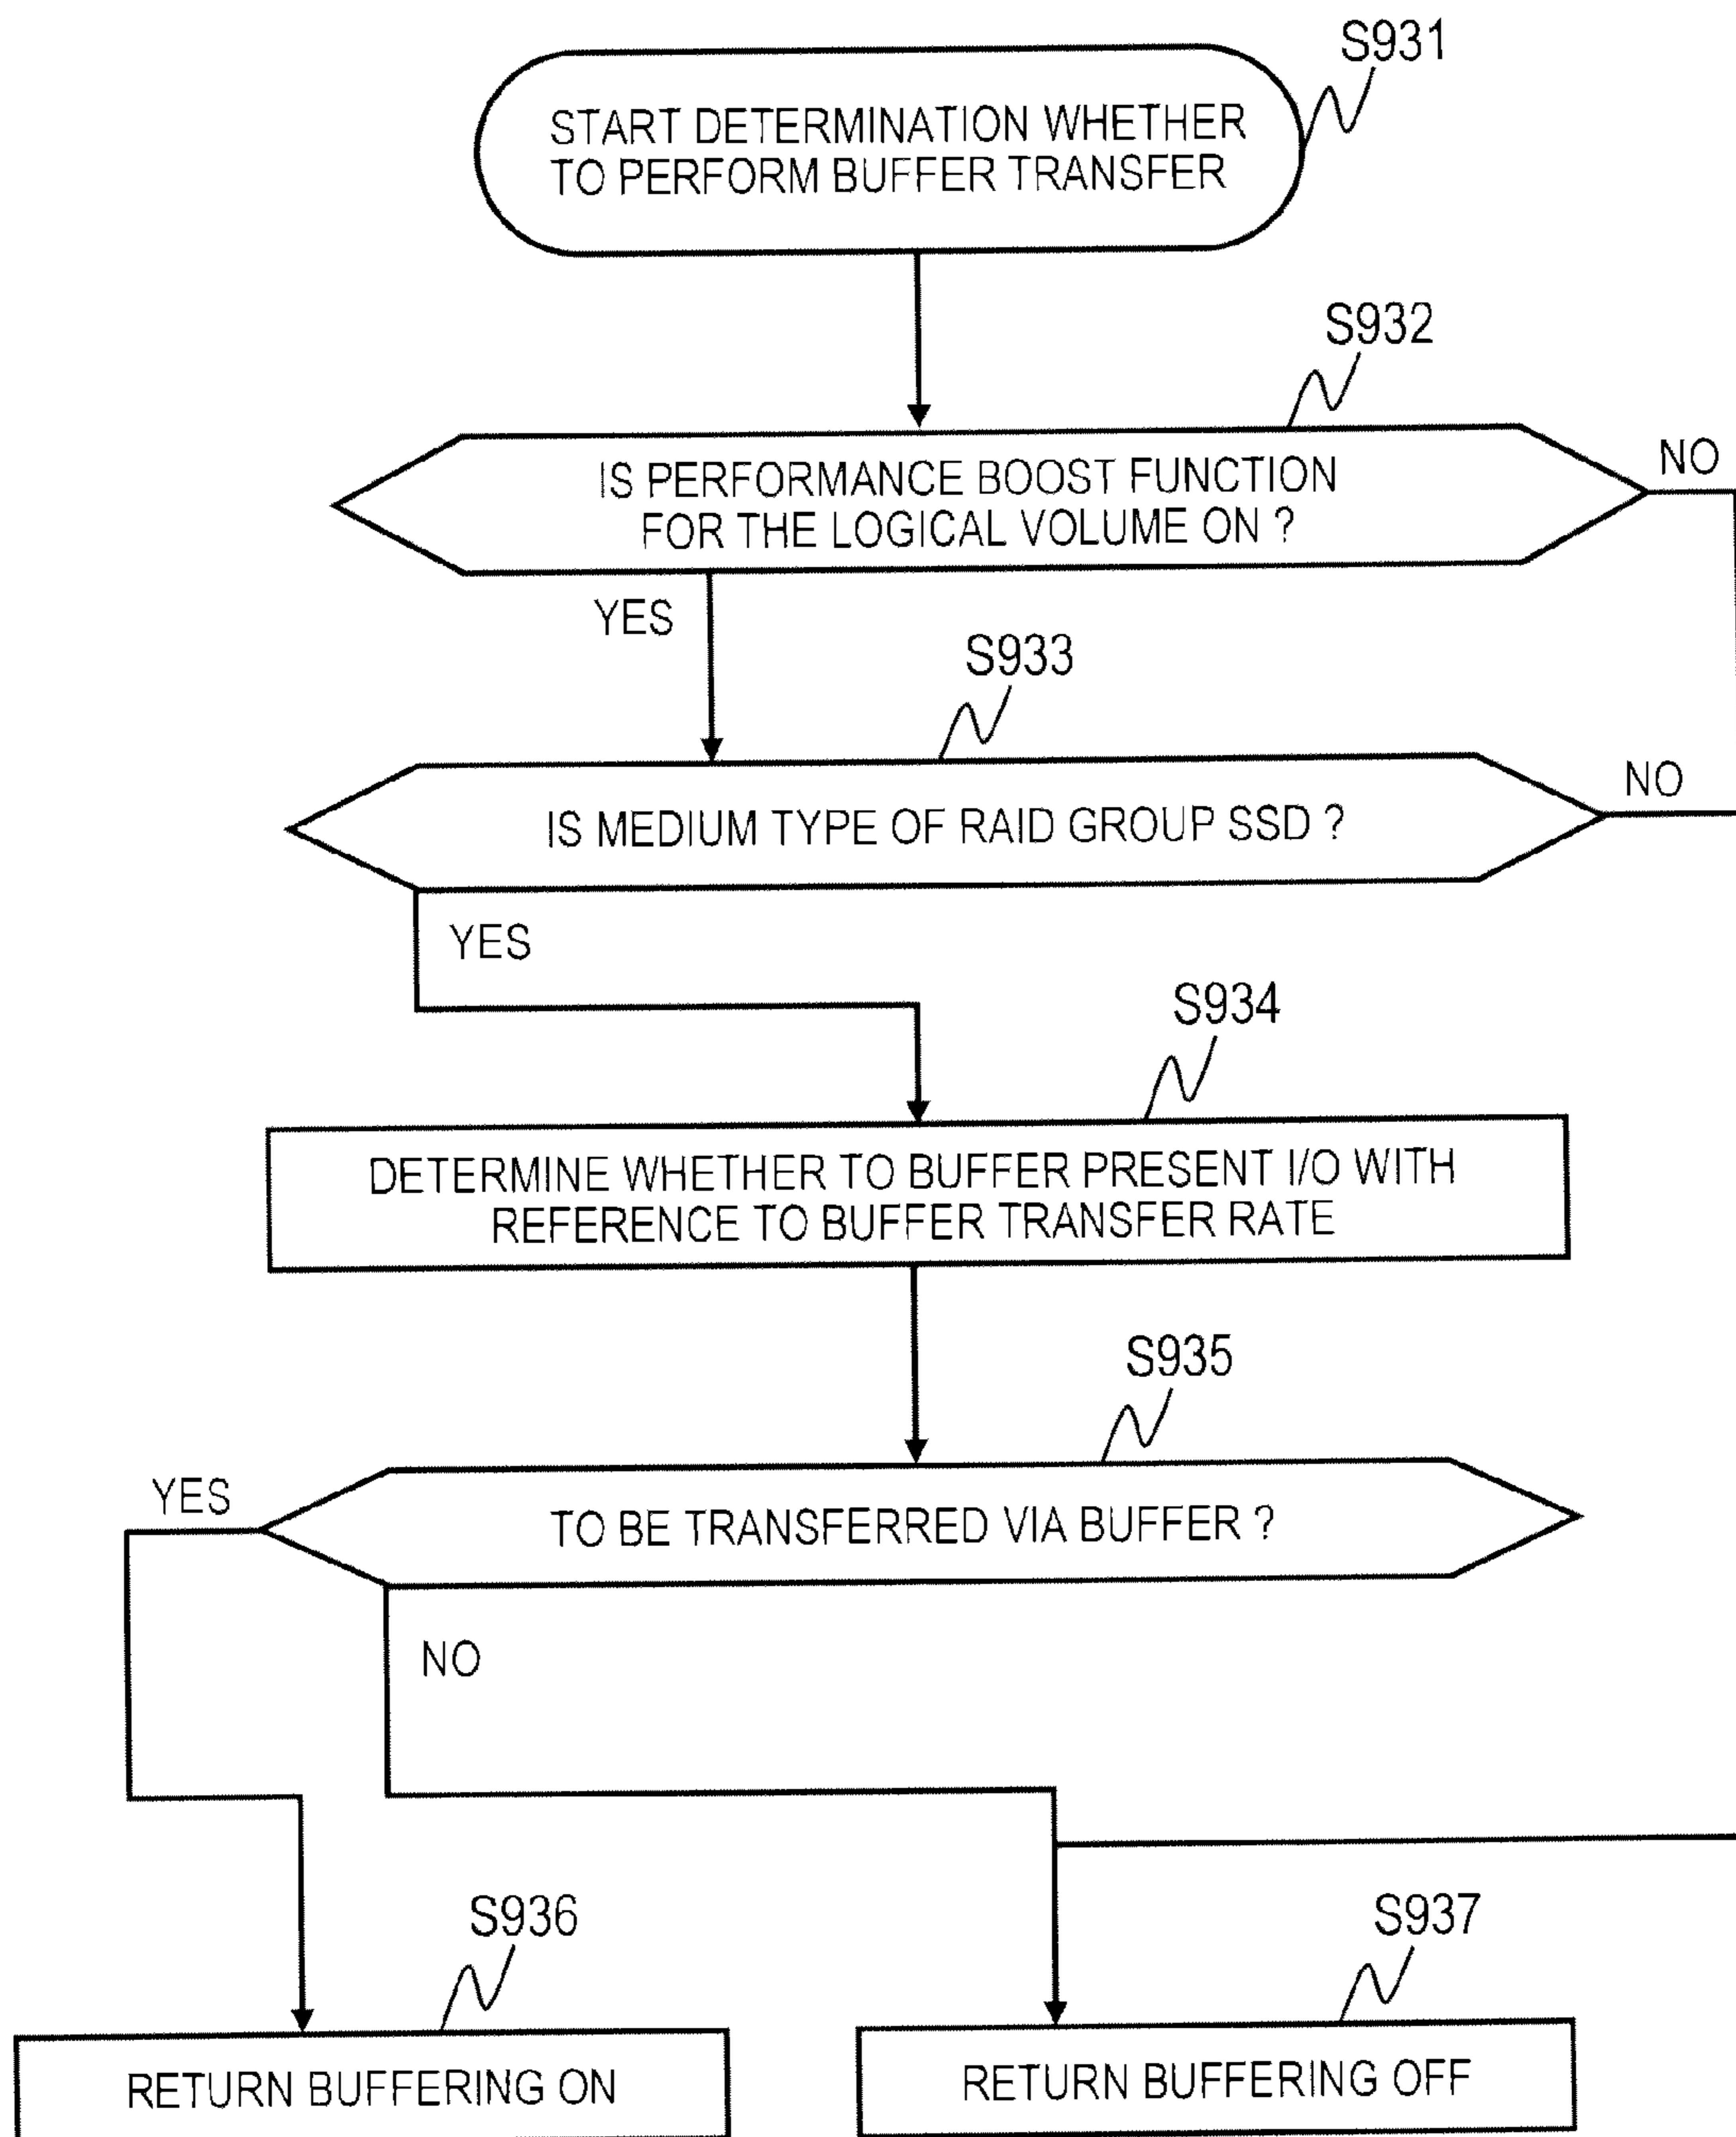 S931
START DETERMINATION WHETHER
TO PERFORM BUFFER TRANSFER
S932
IS PERFORMANCE BOOST FUNCTION
FOR THE LOGICAL VOLUME ON ?
NO
YES
S933
IS MEDIUM TYPE OF RAID GROUP SSD ?
NO
YES
S934
DETERMINE WHETHER TO BUFFER PRESENT I/O WITH
REFERENCE TO BUFFER TRANSFER RATE
S935
YES
TO BE TRANSFERRED VIA BUFFER ?
NO
S936
S937
RETURN BUFFERING ON
RETURN BUFFERING OFF